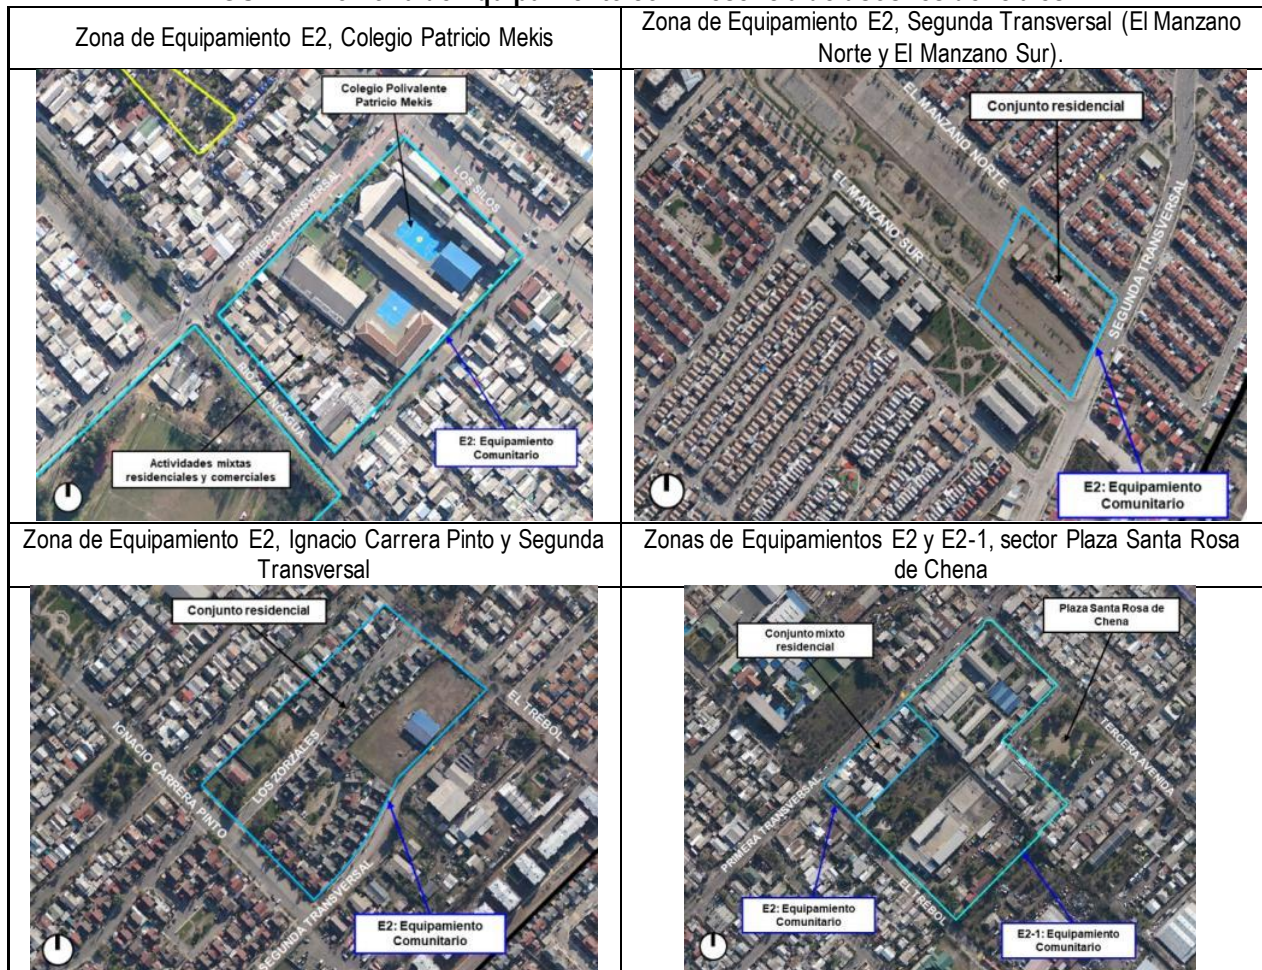 Zona de Equipamiento E2, Colegio Patricio Mekis
Zona de Equipamiento E2, Segunda Transversal (El Manzano
Norte y El Manzano Sur).
Colegio Polivalente
Patricio Mekis
PRIMERA TRANSVERSAL
LOS SILOS
RIO ACONCAGUA
Actividades mixtas
residenciales y comerciales
E2: Equipamiento
Comunitario
EL MANZANO NORTE
Conjunto residencial
EL MANZANO SUR
SEGUNDA TRANSVERSAL
E2: Equipamiento
Comunitario
Zona de Equipamiento E2, Ignacio Carrera Pinto y Segunda
Transversal
Zonas de Equipamientos E2 y E2-1, sector Plaza Santa Rosa
de Chena
Conjunto residencial
EL TRÉBOL
IGNACIO CARRERA PINTO
LOS ZORZALES
SEGUNDA TRANSVERSAL
E2: Equipamiento
Comunitario
Plaza Santa Rosa de
Chena
Conjunto mixto
residencial
TERCERA AVENIDA
PRIMERA TRANSVERSAL
EL TRÉBOL
E2: Equipamiento
Comunitario
E2-1: Equipamiento
Comunitario